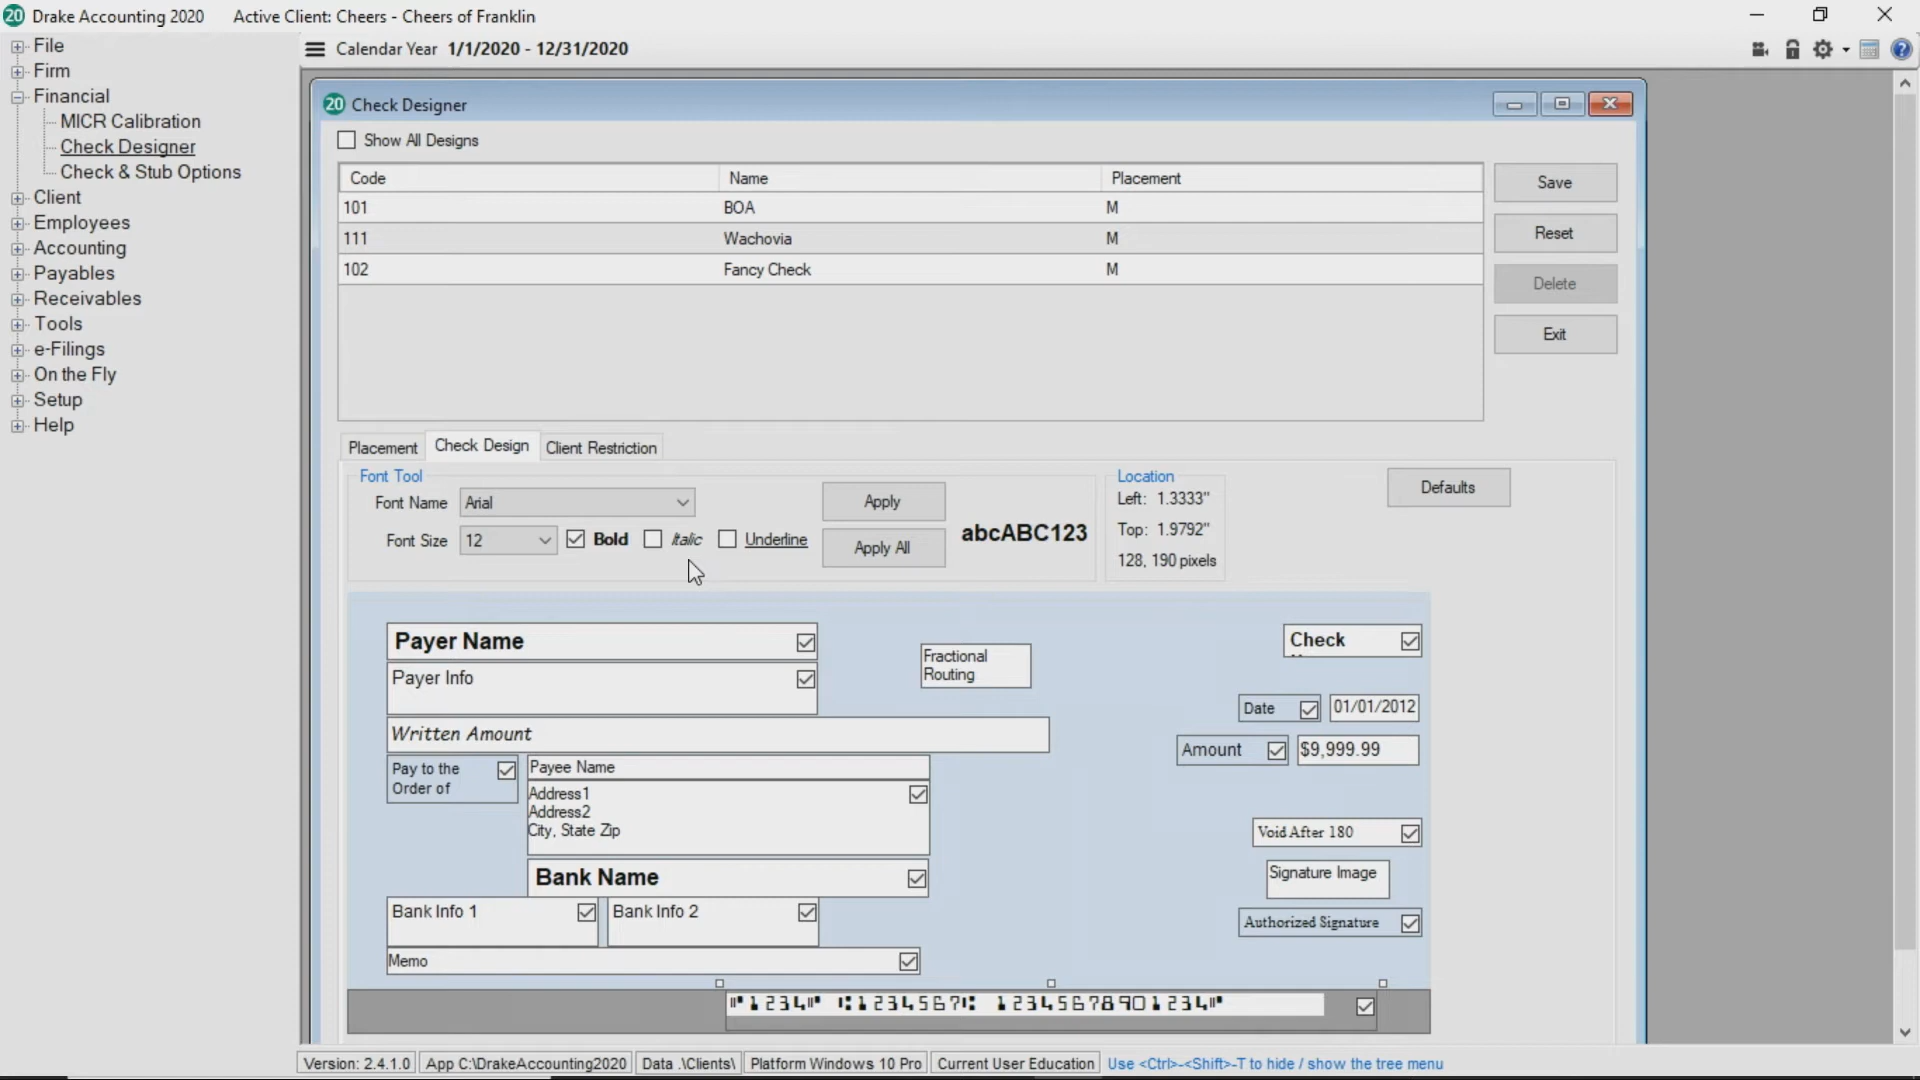 20 Drake Accounting 2020 Active Client: Cheers - Cheers of Franklin
Calendar Year 1/1/2020 - 12/31/2020
File
Firm
Financial
MICR Calibration
Check Designer
Check & Stub Options
Client
Employees
Accounting
Payables
Receivables
Tools
e-Filings
On the Fly
Setup
Help
20 Check Designer
Show All Designs
Code Name Placement
101 BOA M
111 Wachovia M
102 Fancy Check M
Save
Reset
Delete
Exit
Placement Check Design Client Restriction
Font Tool
Font Name Arial
Font Size 12 Bold Italic Underline
Apply
Apply All
abcABC123
Location
Left: 1.3333"
Top: 1.9792"
128, 190 pixels
Defaults
Payer Name
Payer Info
Fractional
Routing
Check
Date 01/01/2012
Written Amount
Amount $9,999.99
Pay to the
Order of
Payee Name
Address1
Address2
City, State Zip
Void After 180
Bank Name
Signature Image
Bank Info 1 Bank Info 2
Authorized Signature
Memo
⑈1234⑈ ⑆1234567⑆ 12345678901234⑈
Version: 2.4.1.0 App C:\DrakeAccounting2020 Data .\Clients\ Platform Windows 10 Pro Current User Education Use <Ctrl>-<Shift>-T to hide / show the tree menu